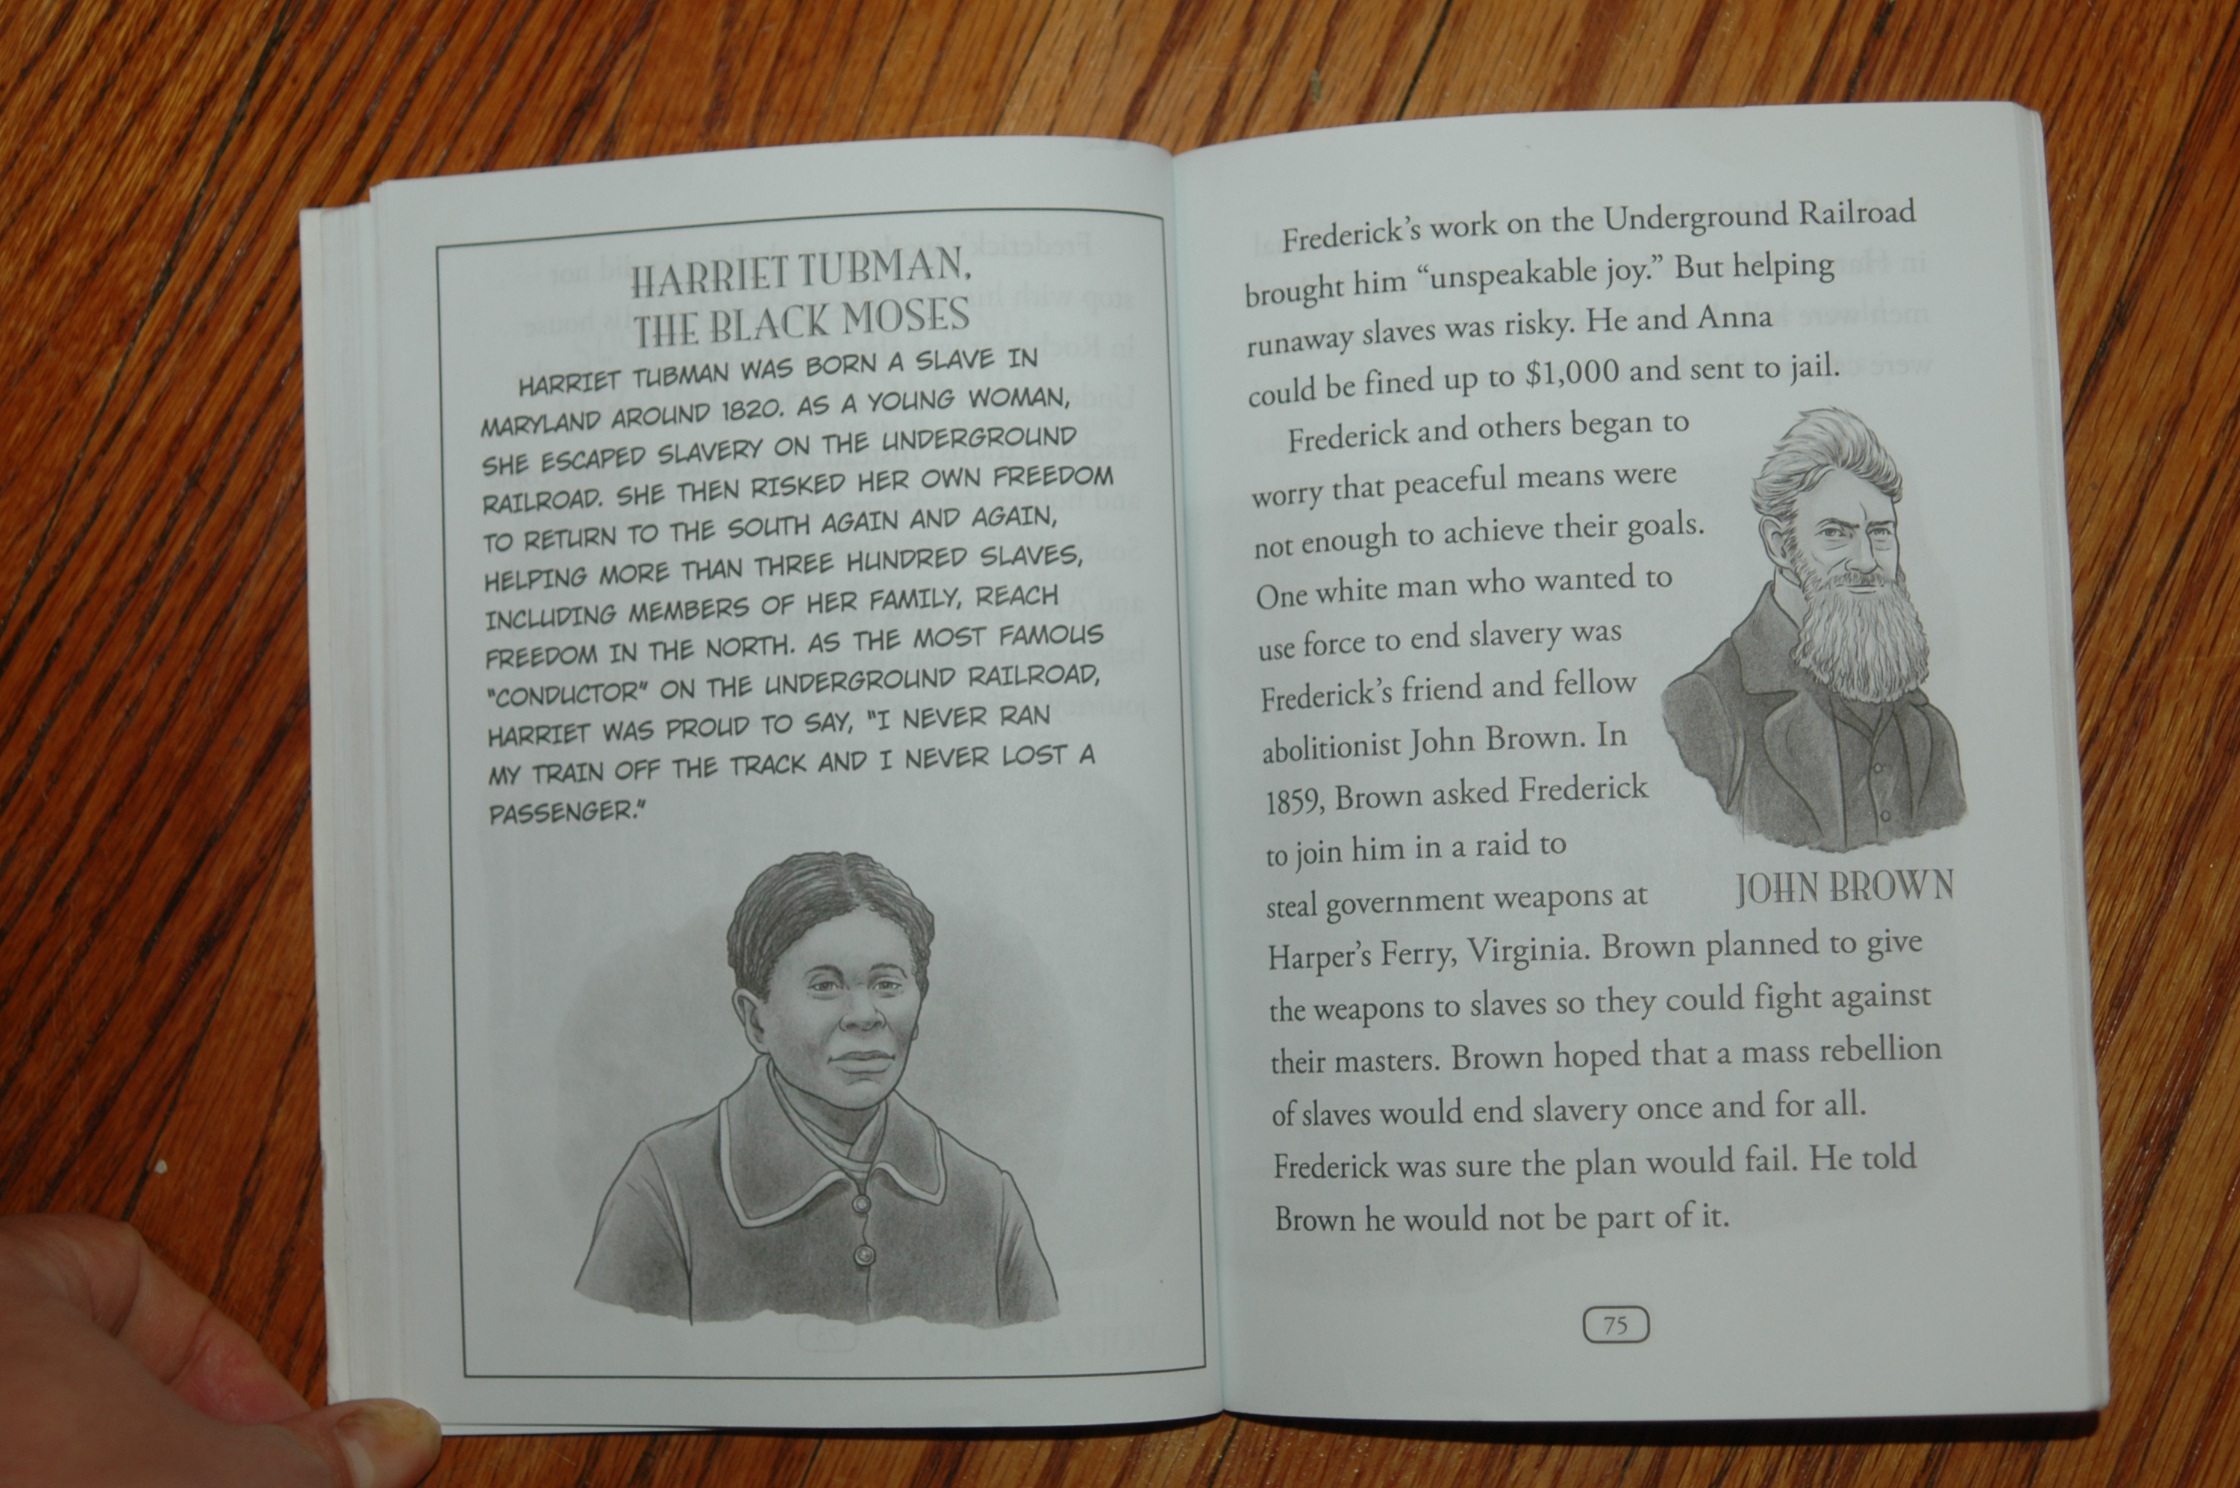 HARRIET TUBMAN,
THE BLACK MOSES
HARRIET TUBMAN WAS BORN A SLAVE IN
MARYLAND AROUND 1820. AS A YOUNG WOMAN,
SHE ESCAPED SLAVERY ON THE UNDERGROUND
RAILROAD. SHE THEN RISKED HER OWN FREEDOM
TO RETURN TO THE SOUTH AGAIN AND AGAIN,
HELPING MORE THAN THREE HUNDRED SLAVES,
INCLUDING MEMBERS OF HER FAMILY, REACH
FREEDOM IN THE NORTH. AS THE MOST FAMOUS
"CONDUCTOR" ON THE UNDERGROUND RAILROAD,
HARRIET WAS PROUD TO SAY, "I NEVER RAN
MY TRAIN OFF THE TRACK AND I NEVER LOST A
PASSENGER."
Frederick's work on the Underground Railroad
brought him “unspeakable joy.” But helping
runaway slaves was risky. He and Anna
could be fined up to $1,000 and sent to jail.
Frederick and others began to
worry that peaceful means were
not enough to achieve their goals.
One white man who wanted to
use force to end slavery was
Frederick's friend and fellow
abolitionist John Brown. In
1859, Brown asked Frederick
to join him in a raid to
steal government weapons at
Harper's Ferry, Virginia. Brown planned to give
the weapons to slaves so they could fight against
their masters. Brown hoped that a mass rebellion
of slaves would end slavery once and for all.
Frederick was sure the plan would fail. He told
Brown he would not be part of it.
JOHN BROWN
75